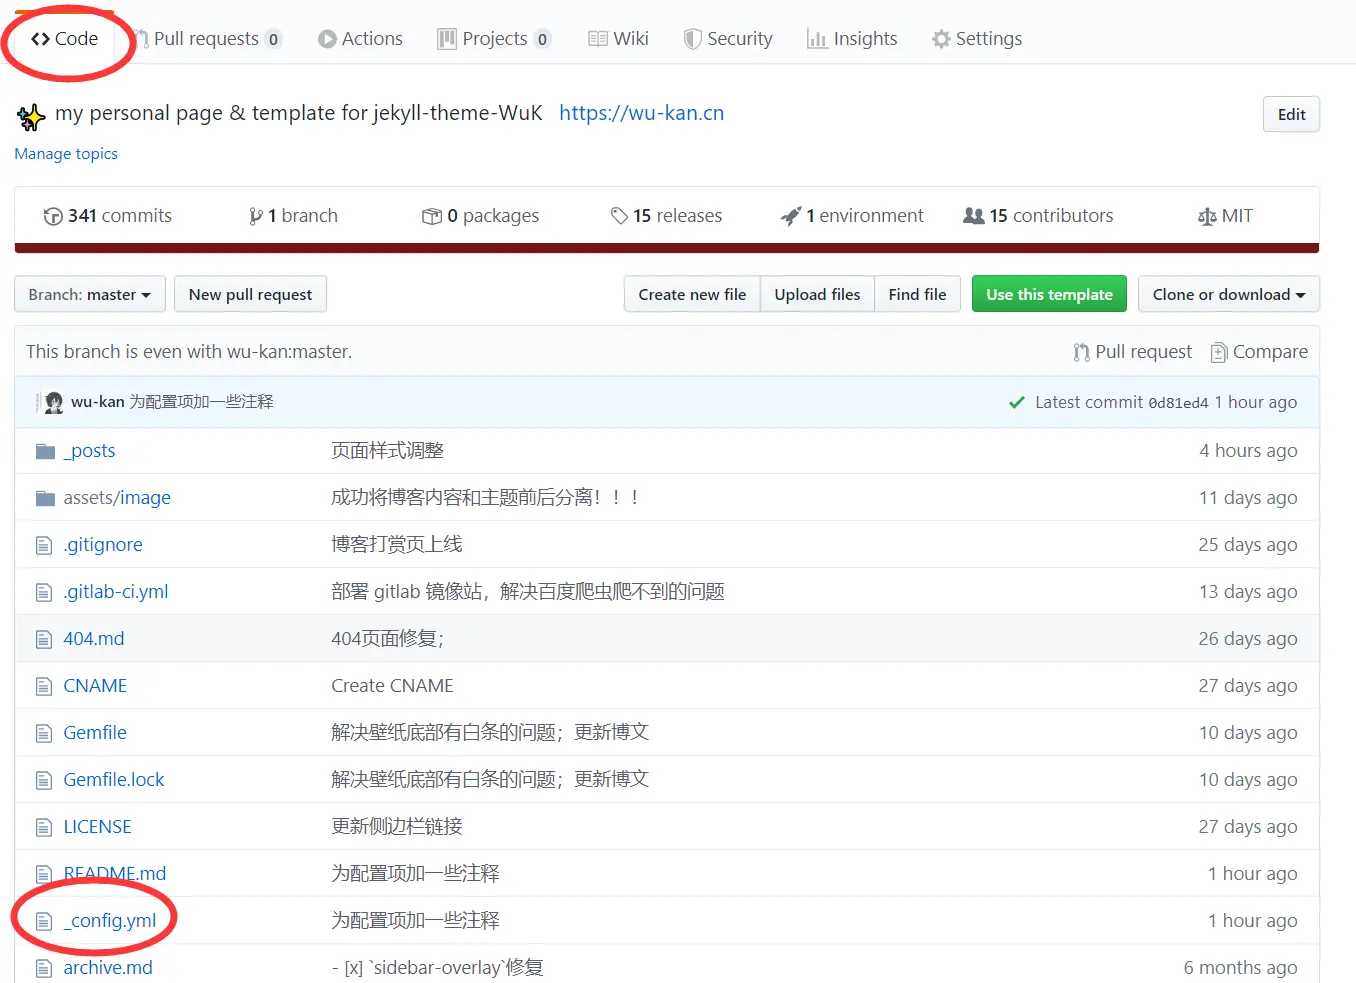 Code Pull requests 0 Actions Projects 0 Wiki Security Insights Settings
my personal page & template for jekyll-theme-WuK https://wu-kan.cn Edit
Manage topics
341 commits 1 branch 0 packages 15 releases 1 environment 15 contributors MIT
Branch: master New pull request Create new file Upload files Find file Use this template Clone or download
This branch is even with wu-kan:master. Pull request Compare
wu-kan 为配置项加一些注释 Latest commit 0d81ed4 1 hour ago
_posts 页面样式调整 4 hours ago
assets/image 成功将博客内容和主题前后分离！！！ 11 days ago
.gitignore 博客打赏页上线 25 days ago
.gitlab-ci.yml 部署 gitlab 镜像站，解决百度爬虫爬不到的问题 13 days ago
404.md 404页面修复； 26 days ago
CNAME Create CNAME 27 days ago
Gemfile 解决壁纸底部有白条的问题；更新博文 10 days ago
Gemfile.lock 解决壁纸底部有白条的问题；更新博文 10 days ago
LICENSE 更新侧边栏链接 27 days ago
README.md 为配置项加一些注释 1 hour ago
_config.yml 为配置项加一些注释 1 hour ago
archive.md - [x] `sidebar-overlay`修复 6 months ago